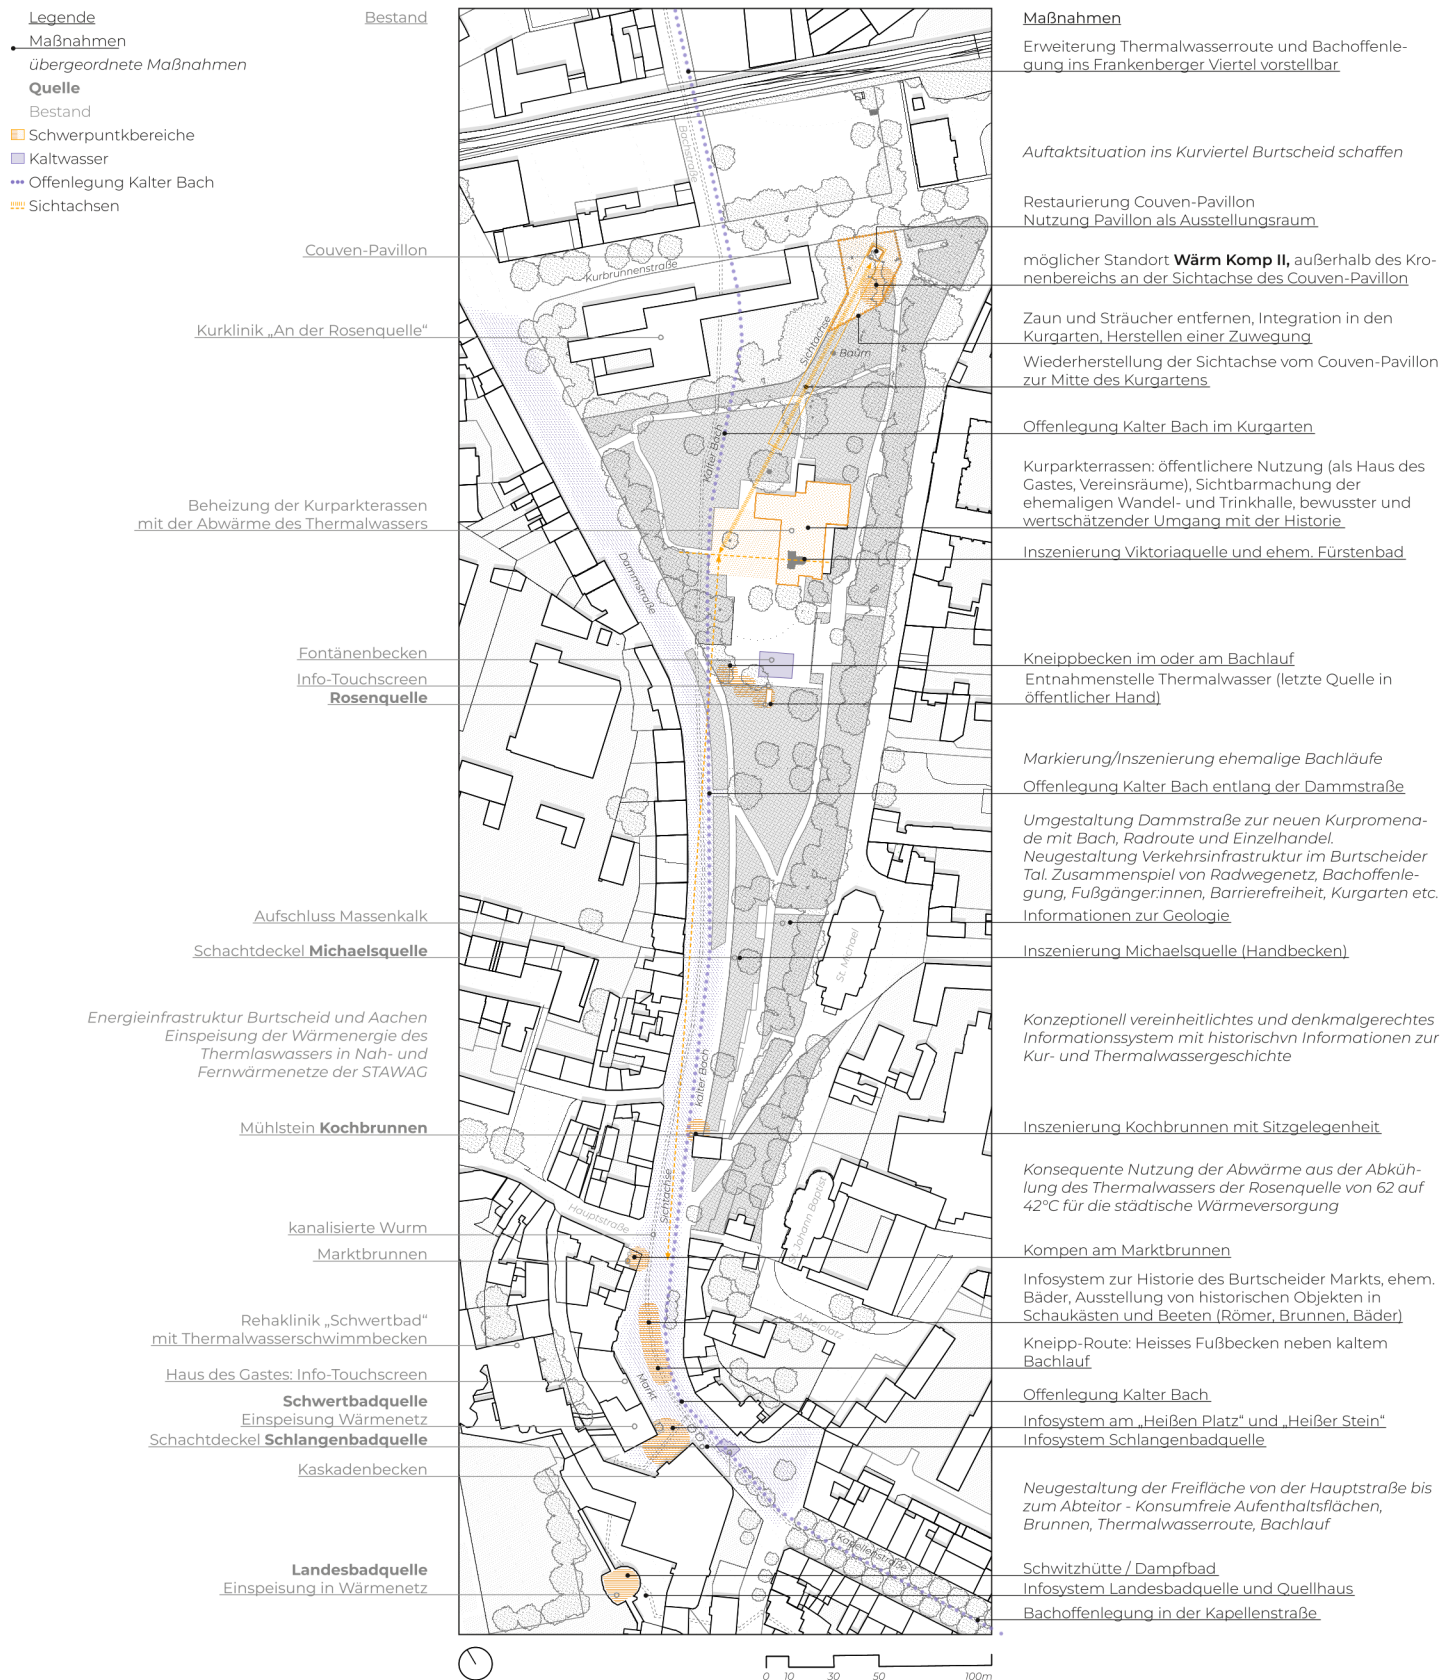 Legende
Maßnahmen
übergeordnete Maßnahmen
Quelle
Bestand
Schwerpuntkbereiche
Kaltwasser
Offenlegung Kalter Bach
Sichtachsen
Bestand
Couven-Pavillon
Kurklinik „An der Rosenquelle“
Beheizung der Kurparkterassen
mit der Abwärme des Thermalwassers
Fontänenbecken
Info-Touchscreen
Rosenquelle
Aufschluss Massenkalk
Schachtdeckel Michaelsquelle
Energieinfrastruktur Burtscheid und Aachen
Einspeisung der Wärmenergie des
Thermlaswassers in Nah- und
Fernwärmenetze der STAWAG
Mühlstein Kochbrunnen
kanalisierte Wurm
Marktbrunnen
Rehaklinik „Schwertbad“
mit Thermalwasserschwimmbecken
Haus des Gastes: Info-Touchscreen
Schwertbadquelle
Einspeisung Wärmenetz
Schachtdeckel Schlangenbadquelle
Kaskadenbecken
Landesbadquelle
Einspeisung in Wärmenetz
Bachstraße
Kurbrunnenstraße
Sichtachse
Baum
Kalter Bach
Dammstraße
St. Michael
kalter Bach
Sichtachse
Hauptstraße
St. Johann Baptist
Abteiplatz
Markt
Kapellenstraße
0 10 30 50 100m
Maßnahmen
Erweiterung Thermalwasserroute und Bachoffenle-
gung ins Frankenberger Viertel vorstellbar
Auftaktsituation ins Kurviertel Burtscheid schaffen
Restaurierung Couven-Pavillon
Nutzung Pavillon als Ausstellungsraum
möglicher Standort Wärm Komp II, außerhalb des Kro-
nenbereichs an der Sichtachse des Couven-Pavillon
Zaun und Sträucher entfernen, Integration in den
Kurgarten, Herstellen einer Zuwegung
Wiederherstellung der Sichtachse vom Couven-Pavillon
zur Mitte des Kurgartens
Offenlegung Kalter Bach im Kurgarten
Kurparkterrassen: öffentlichere Nutzung (als Haus des
Gastes, Vereinsräume), Sichtbarmachung der
ehemaligen Wandel- und Trinkhalle, bewusster und
wertschätzender Umgang mit der Historie
Inszenierung Viktoriaquelle und ehem. Fürstenbad
Kneippbecken im oder am Bachlauf
Entnahmenstelle Thermalwasser (letzte Quelle in
öffentlicher Hand)
Markierung/Inszenierung ehemalige Bachläufe
Offenlegung Kalter Bach entlang der Dammstraße
Umgestaltung Dammstraße zur neuen Kurpromena-
de mit Bach, Radroute und Einzelhandel.
Neugestaltung Verkehrsinfrastruktur im Burtscheider
Tal. Zusammenspiel von Radwegenetz, Bachoffenle-
gung, Fußgänger:innen, Barrierefreiheit, Kurgarten etc.
Informationen zur Geologie
Inszenierung Michaelsquelle (Handbecken)
Konzeptionell vereinheitlichtes und denkmalgerechtes
Informationssystem mit historischvn Informationen zur
Kur- und Thermalwassergeschichte
Inszenierung Kochbrunnen mit Sitzgelegenheit
Konsequente Nutzung der Abwärme aus der Abküh-
lung des Thermalwassers der Rosenquelle von 62 auf
42°C für die städtische Wärmeversorgung
Kompen am Marktbrunnen
Infosystem zur Historie des Burtscheider Markts, ehem.
Bäder, Ausstellung von historischen Objekten in
Schaukästen und Beeten (Römer, Brunnen, Bäder)
Kneipp-Route: Heisses Fußbecken neben kaltem
Bachlauf
Offenlegung Kalter Bach
Infosystem am „Heißen Platz“ und „Heißer Stein“
Infosystem Schlangenbadquelle
Neugestaltung der Freifläche von der Hauptstraße bis
zum Abteitor - Konsumfreie Aufenthaltsflächen,
Brunnen, Thermalwasserroute, Bachlauf
Schwitzhütte / Dampfbad
Infosystem Landesbadquelle und Quellhaus
Bachoffenlegung in der Kapellenstraße